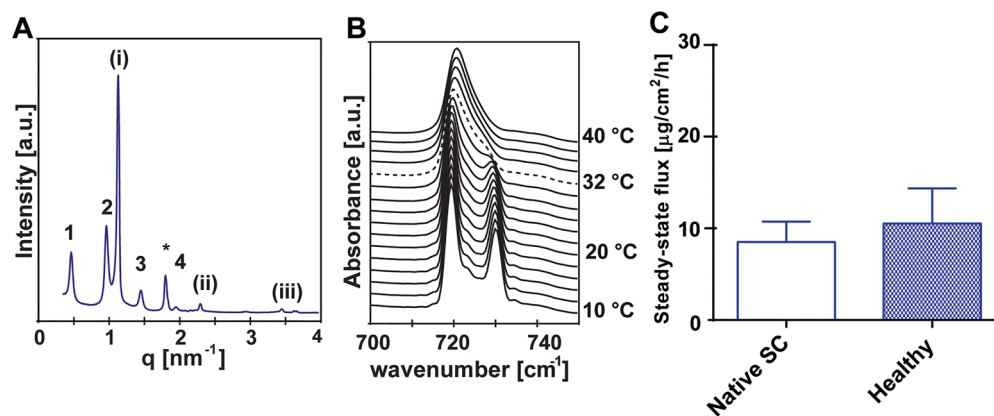 A
Intensity [a.u.]
1
2
(i)
3
*
4
(ii)
(iii)
0
1
2
3
4
q [nm-1]
B
Absorbance [a.u.]
40 °C
32 °C
20 °C
10 °C
700
720
740
wavenumber [cm-1]
C
Steady-state flux [µg/cm2/h]
30
20
10
0
Native SC
Healthy